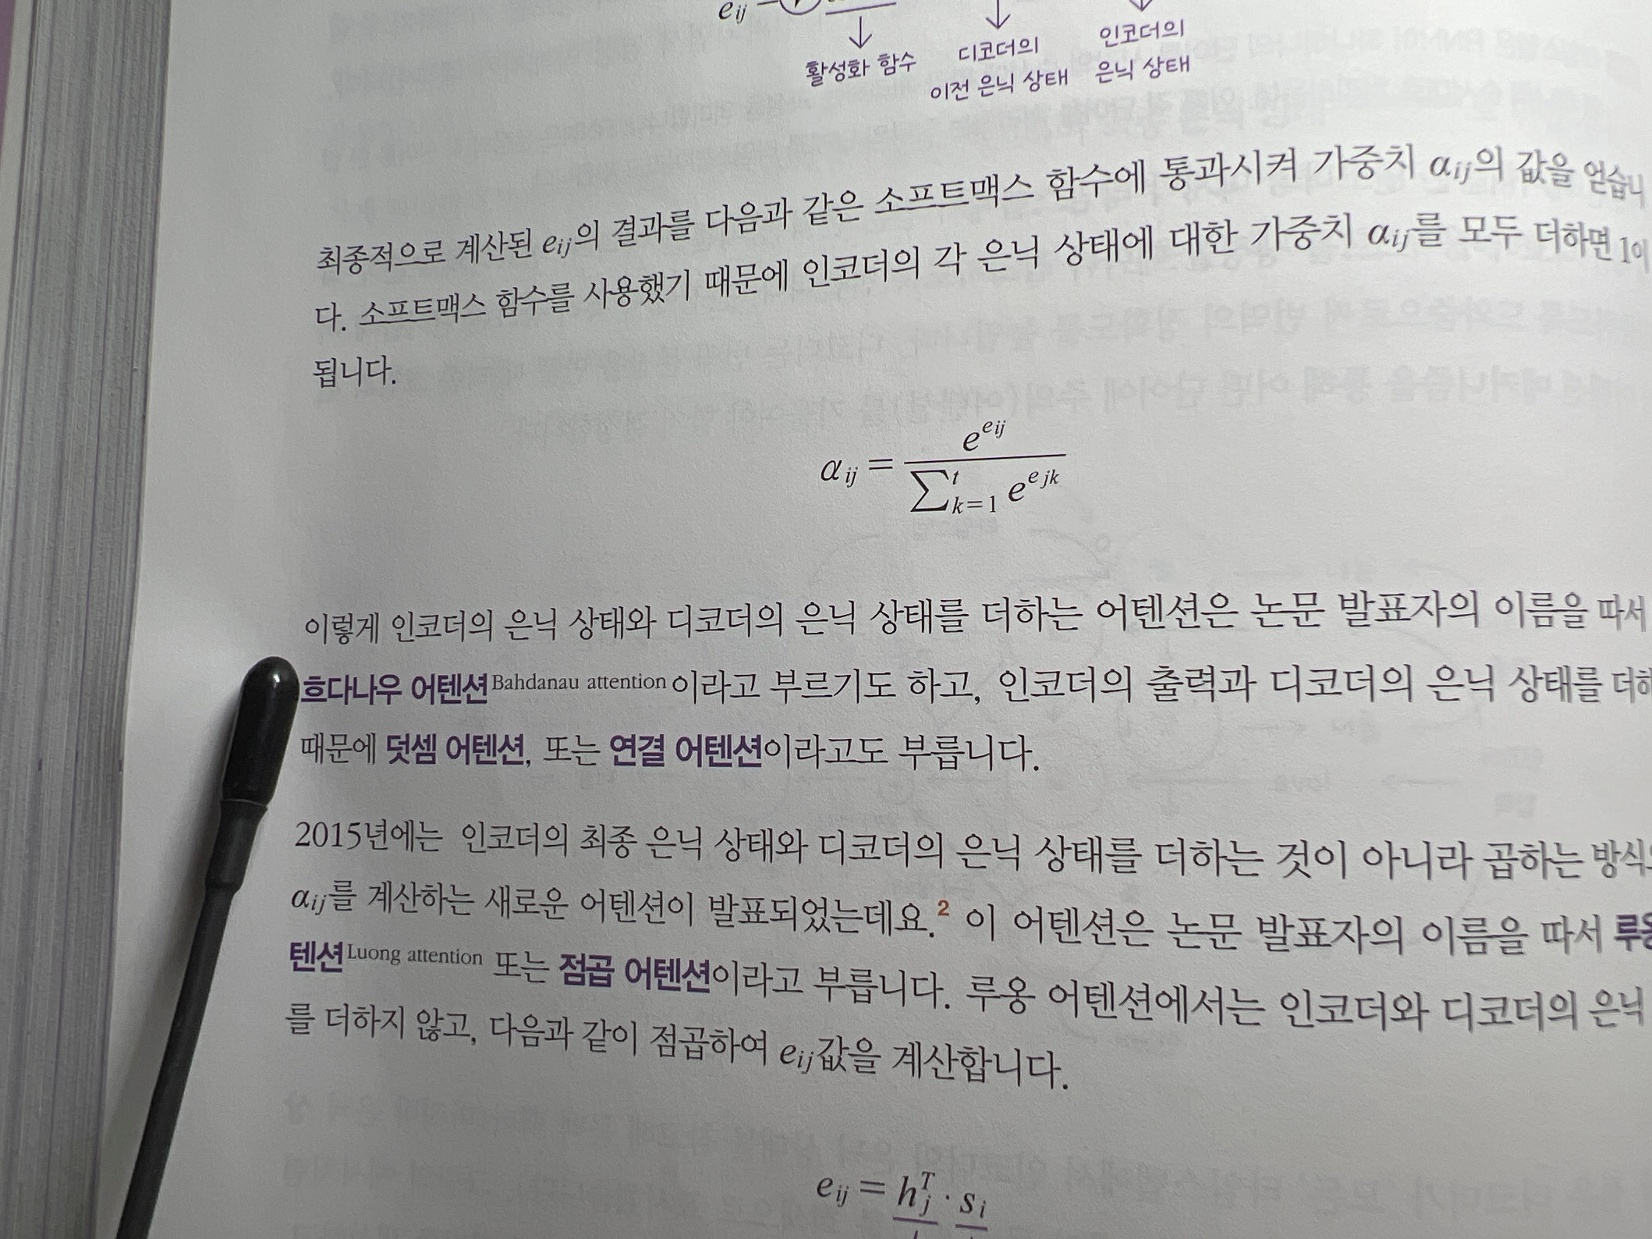 e_ij =
활성화 함수
디코더의
이전 은닉 상태
인코더의
은닉 상태
최종적으로 계산된 e_ij의 결과를 다음과 같은 소프트맥스 함수에 통과시켜 가중치 α_ij의 값을 얻습니
다. 소프트맥스 함수를 사용했기 때문에 인코더의 각 은닉 상태에 대한 가중치 α_ij를 모두 더하면 1이
됩니다.
α_ij = e^{e_ij} / ∑_{k=1}^{t} e^{e_jk}
이렇게 인코더의 은닉 상태와 디코더의 은닉 상태를 더하는 어텐션은 논문 발표자의 이름을 따서
흐다나우 어텐션Bahdanau attention이라고 부르기도 하고, 인코더의 출력과 디코더의 은닉 상태를 더하
때문에 덧셈 어텐션, 또는 연결 어텐션이라고도 부릅니다.
2015년에는 인코더의 최종 은닉 상태와 디코더의 은닉 상태를 더하는 것이 아니라 곱하는 방식
α_ij를 계산하는 새로운 어텐션이 발표되었는데요.2 이 어텐션은 논문 발표자의 이름을 따서 루옹
텐션Luong attention 또는 점곱 어텐션이라고 부릅니다. 루옹 어텐션에서는 인코더와 디코더의 은닉
를 더하지 않고, 다음과 같이 점곱하여 e_ij값을 계산합니다.
e_ij = h_j^T · s_i